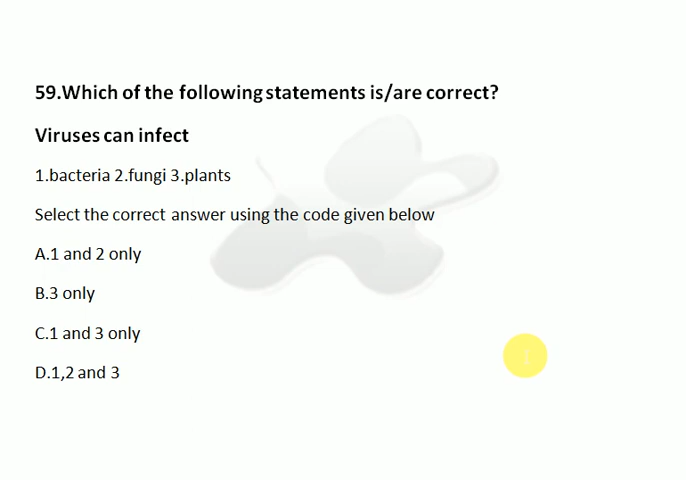 59.Which of the following statements is/are correct?
Viruses can infect
1.bacteria 2.fungi 3.plants
Select the correct answer using the code given below
A.1 and 2 only
B.3 only
C.1 and 3 only
D.1,2 and 3